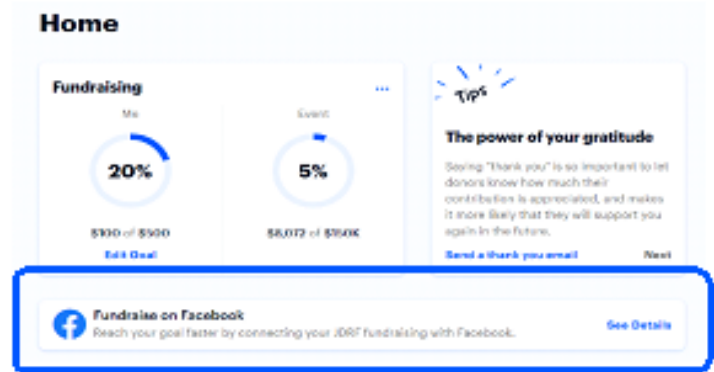 Home
Fundraising
...
Me
Event
20%
5%
$100 of $500
$8,072 of $150K
Edit Goal
Tips
The power of your gratitude
Saying "thank you" is so important to let
donors know how much their
contribution is appreciated, and makes
it more likely that they will support you
again in the future.
Send a thank you email
Next
Fundraise on Facebook
Reach your goal faster by connecting your JDRF fundraising with Facebook.
See Details